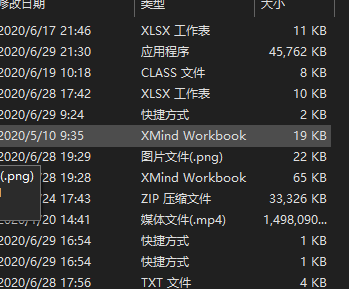 修改日期 类型 大小
2020/6/17 21:46 XLSX 工作表 11 KB
2020/6/29 21:30 应用程序 45,762 KB
2020/6/19 10:18 CLASS 文件 8 KB
2020/6/28 17:42 XLSX 工作表 10 KB
2020/6/29 9:24 快捷方式 2 KB
2020/5/10 9:35 XMind Workbook 19 KB
/28 19:29 图片文件(.png) 22 KB
(.png)
/28 19:28 XMind Workbook 65 KB
/24 17:43 ZIP 压缩文件 33,326 KB
/20 14:41 媒体文件(.mp4) 1,498,090...
2020/6/29 16:54 快捷方式 1 KB
2020/6/29 16:54 快捷方式 1 KB
2020/6/28 17:56 TXT 文件 4 KB